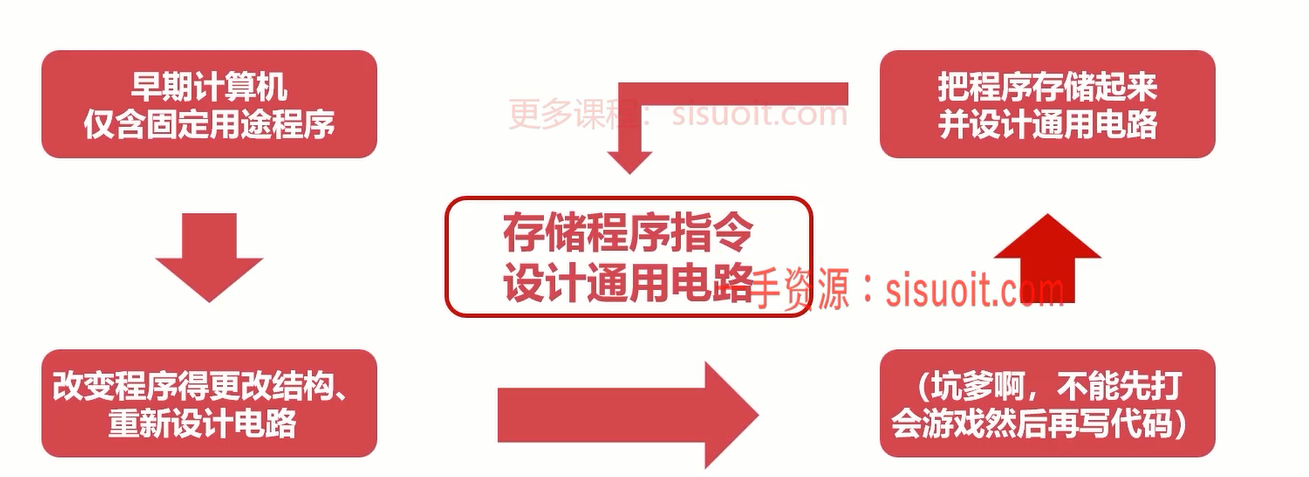 早期计算机
仅含固定用途程序
更多课程：sisuoit.com
把程序存储起来
并设计通用电路
存储程序指令
设计通用电路
一手资源：sisuoit.com
改变程序得更改结构、
重新设计电路
（坑爹啊，不能先打
会游戏然后再写代码）